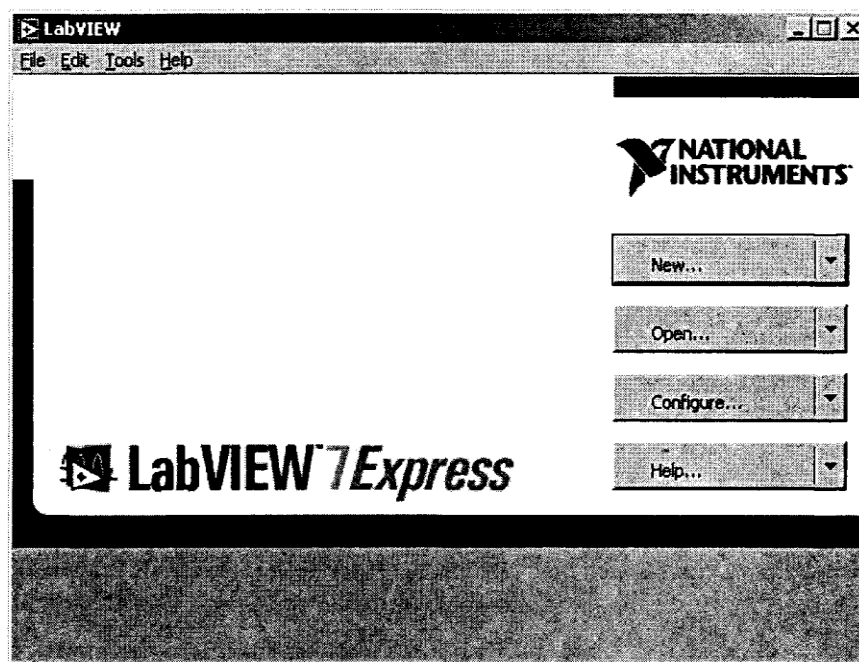 LabVIEW
File Edit Tools Help
NATIONAL
INSTRUMENTS
New...
Open...
Configure...
Help...
LabVIEW 7 Express